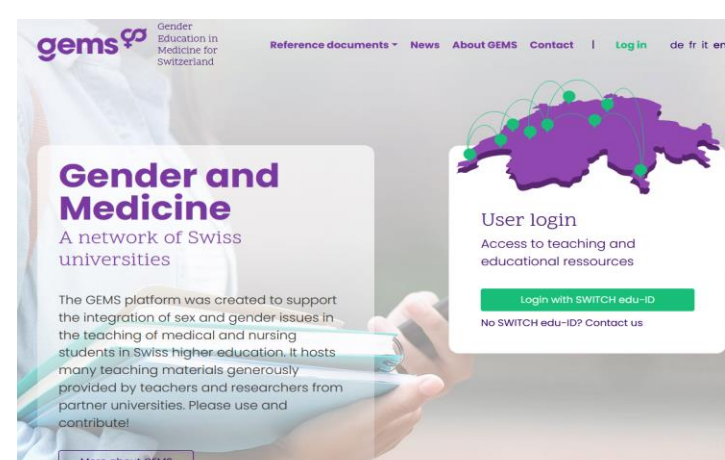 gems
Gender
Education in
Medicine for
Switzerland
Reference documents News About GEMS Contact | Log in de fr it en
Gender and
Medicine
A network of Swiss
universities
The GEMS platform was created to support
the integration of sex and gender issues in
the teaching of medical and nursing
students in Swiss higher education. It hosts
many teaching materials generously
provided by teachers and researchers from
partner universities. Please use and
contribute!
More about GEMS
User login
Access to teaching and
educational ressources
Login with SWITCH edu-ID
No SWITCH edu-ID? Contact us